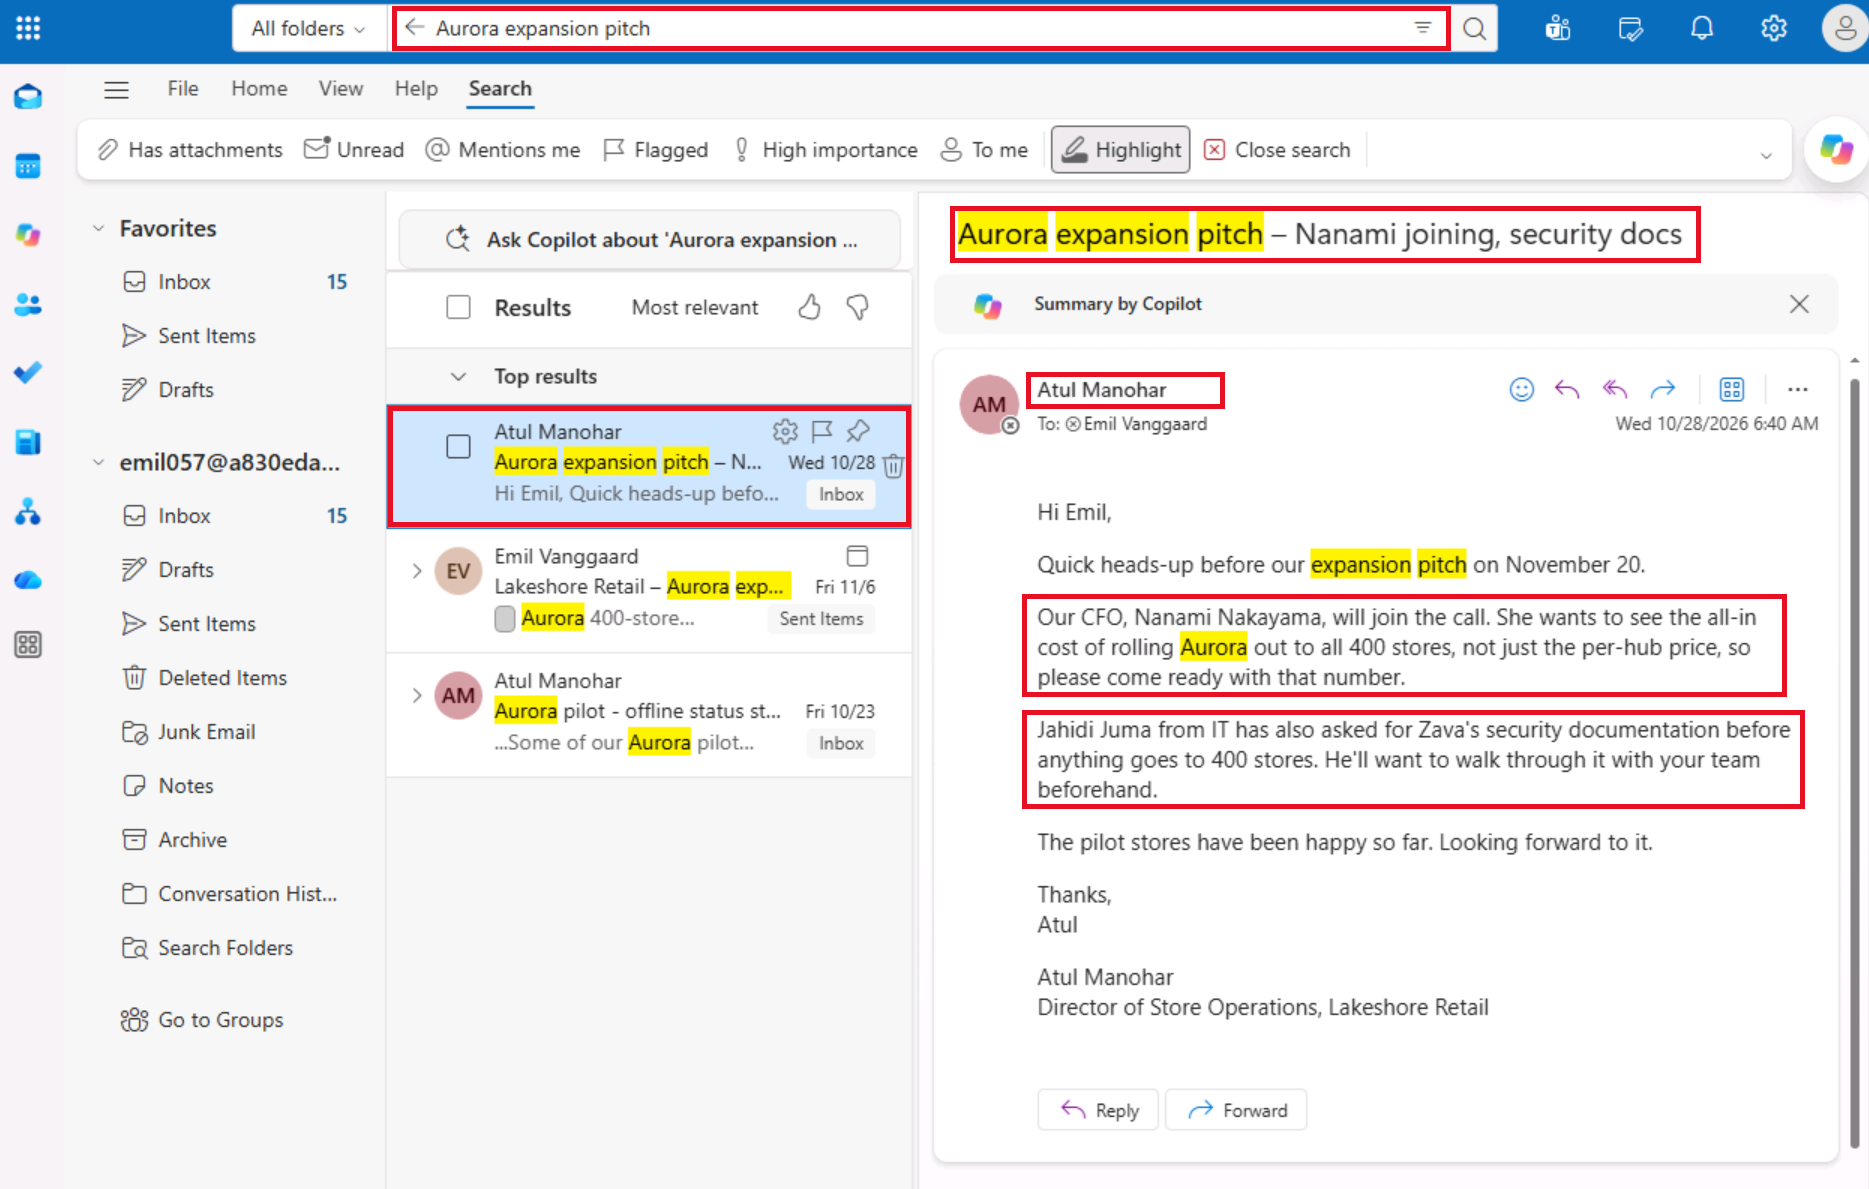 All folders
Aurora expansion pitch
File Home View Help Search
Has attachments Unread Mentions me Flagged High importance To me Highlight Close search
Favorites
Inbox 15
Sent Items
Drafts
emil057@a830eda...
Inbox 15
Drafts
Sent Items
Deleted Items
Junk Email
Notes
Archive
Conversation Hist...
Search Folders
Go to Groups
Ask Copilot about 'Aurora expansion ...
Results Most relevant
Top results
Atul Manohar
Aurora expansion pitch – N... Wed 10/28
Hi Emil, Quick heads-up befo... Inbox
EV
Emil Vanggaard
Lakeshore Retail – Aurora exp... Fri 11/6
Aurora 400-store... Sent Items
AM
Atul Manohar
Aurora pilot - offline status st... Fri 10/23
...Some of our Aurora pilot... Inbox
Aurora expansion pitch – Nanami joining, security docs
Summary by Copilot
AM
Atul Manohar
To: Emil Vanggaard
Wed 10/28/2026 6:40 AM
Hi Emil,
Quick heads-up before our expansion pitch on November 20.
Our CFO, Nanami Nakayama, will join the call. She wants to see the all-in
cost of rolling Aurora out to all 400 stores, not just the per-hub price, so
please come ready with that number.
Jahidi Juma from IT has also asked for Zava's security documentation before
anything goes to 400 stores. He'll want to walk through it with your team
beforehand.
The pilot stores have been happy so far. Looking forward to it.
Thanks,
Atul
Atul Manohar
Director of Store Operations, Lakeshore Retail
Reply Forward